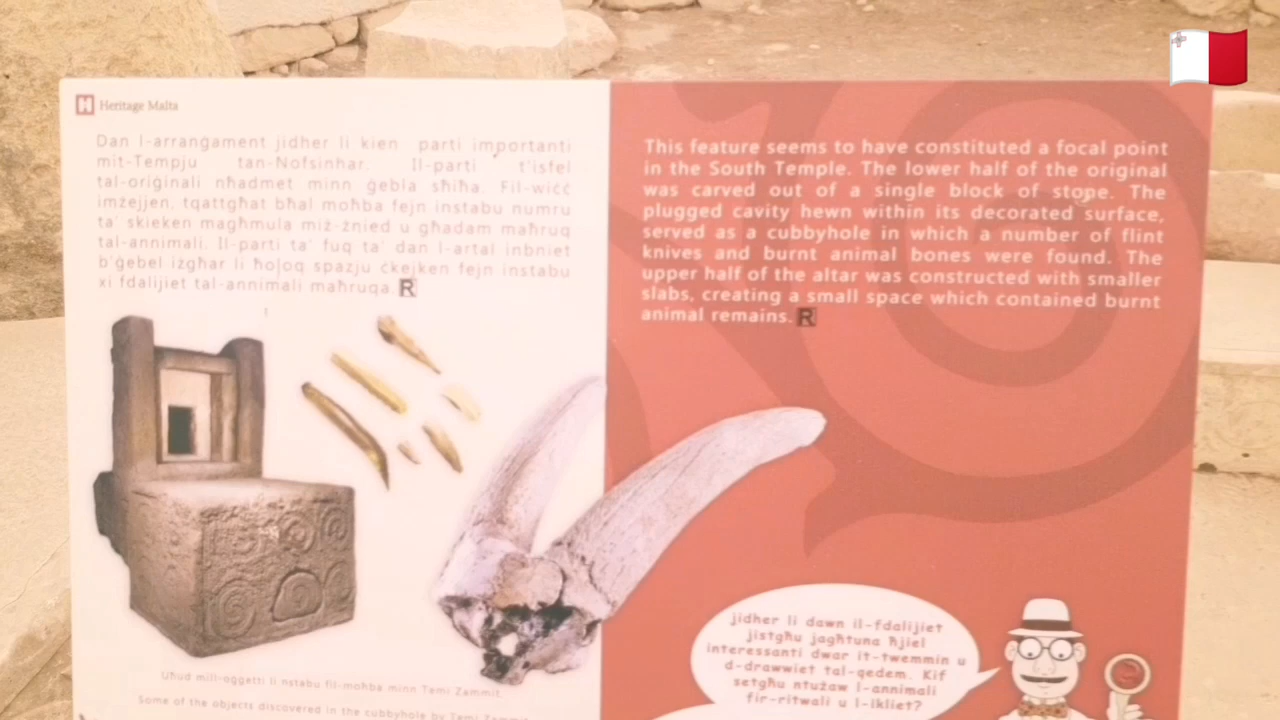 Heritage Malta
Dan l-arranġament jidher li kien parti importanti
mit-Tempju tan-Nofsinhar. Il-parti t'isfel
tal-oriġinali nħadmet minn ġebla sħiħa. Fil-wiċċ
imżejjen, tqattgħat bħal moħba fejn instabu numru
ta' skieken magħmula miż-żnied u għadam maħruq
tal-annimali. Il-parti ta' fuq ta' dan l-artal inbniet
b'ġebel iżgħar li ħoloq spazju ċkejken fejn instabu
xi fdalijiet tal-annimali maħruqa. R
This feature seems to have constituted a focal point
in the South Temple. The lower half of the original
was carved out of a single block of stone. The
plugged cavity hewn within its decorated surface,
served as a cubbyhole in which a number of flint
knives and burnt animal bones were found. The
upper half of the altar was constructed with smaller
slabs, creating a small space which contained burnt
animal remains. R
Uħud mill-oġġetti li nstabu fil-moħba minn Temi Zammit.
Some of the objects discovered in the cubbyhole by Temi Zammit
jidher li dawn il-fdalijiet
jistgħu jagħtuna ħjiel
interessanti dwar it-twemmin u
d-drawwiet tal-qedem. Kif
setgħu ntużaw l-annimali
fir-ritwali u l-ikliet?